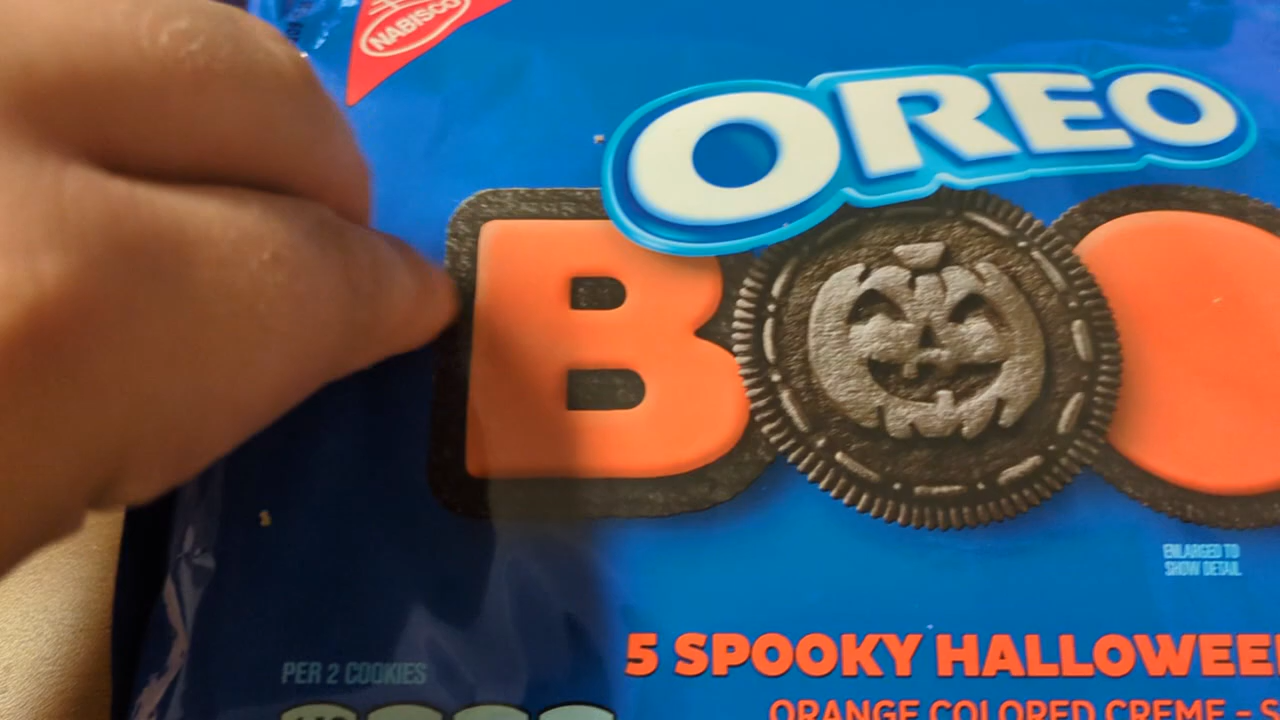 NABISCO
OREO
BOO
ENLARGED TO
SHOW DETAIL
5 SPOOKY HALLOWEE
PER 2 COOKIES
ORANGE COLORED CREME - S